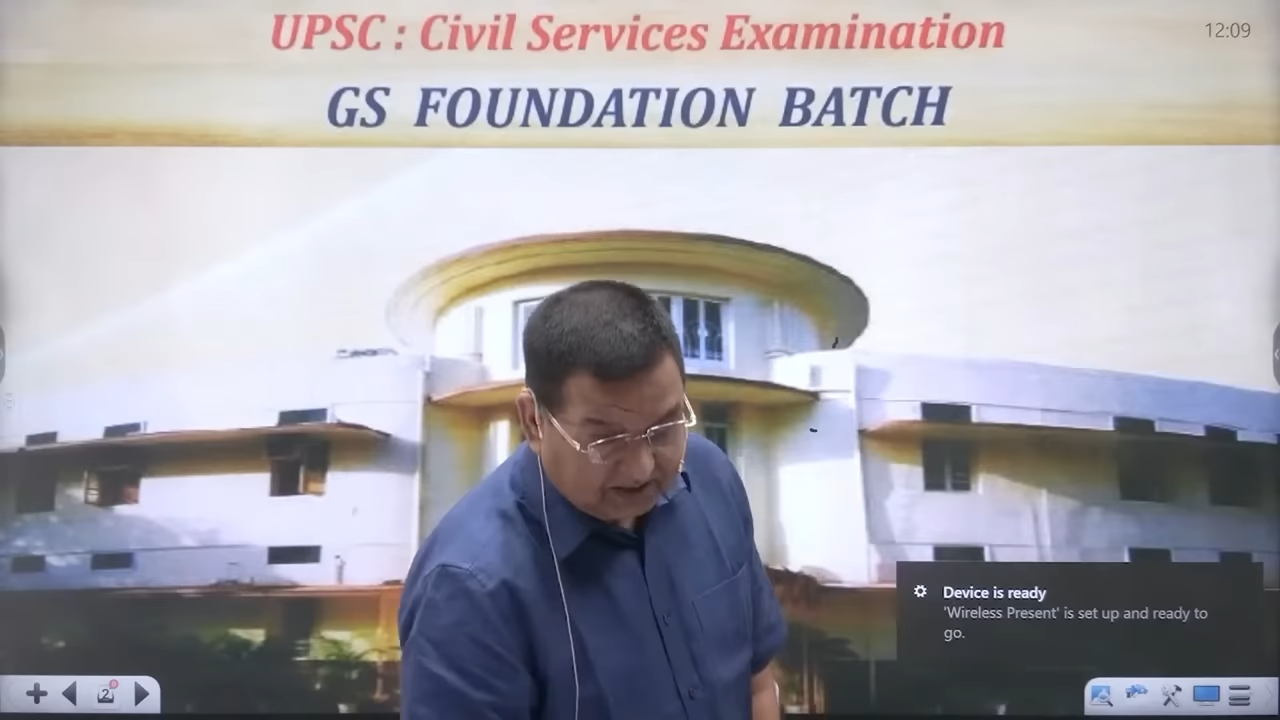 UPSC : Civil Services Examination
12:09
GS FOUNDATION BATCH
Device is ready
'Wireless Present' is set up and ready to
go.
2